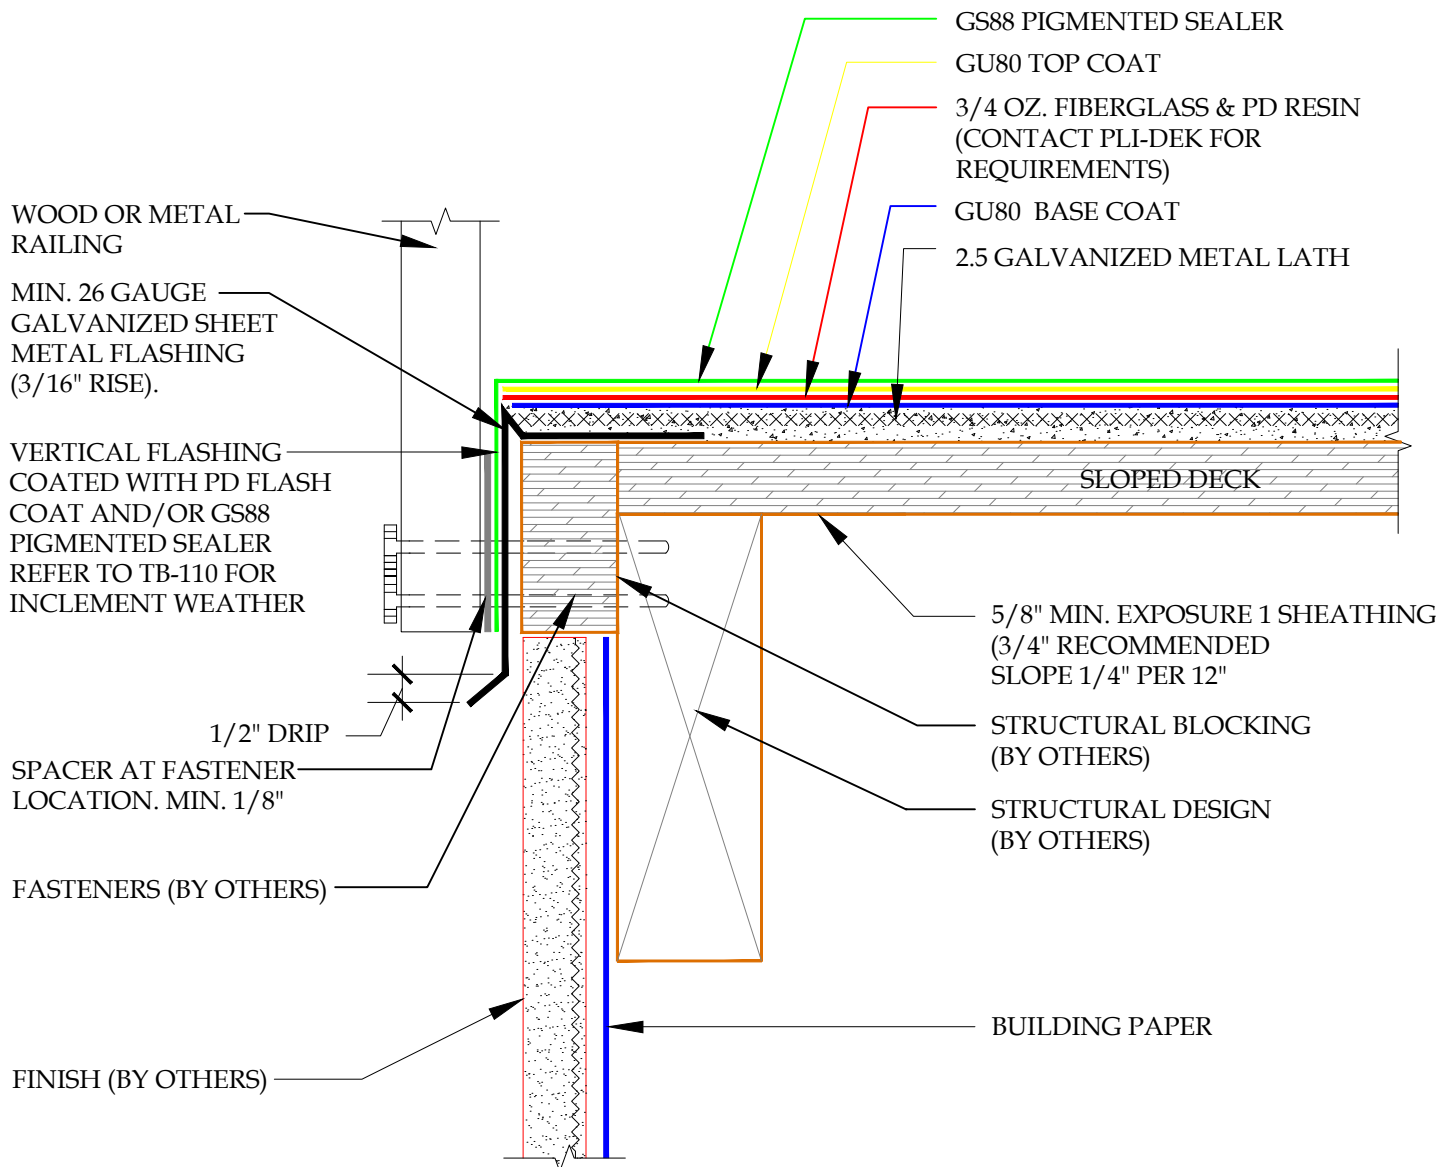 GS88 PIGMENTED SEALER
GU80 TOP COAT
3/4 OZ. FIBERGLASS & PD RESIN
(CONTACT PLI-DEK FOR
REQUIREMENTS)
GU80 BASE COAT
2.5 GALVANIZED METAL LATH
WOOD OR METAL
RAILING
MIN. 26 GAUGE
GALVANIZED SHEET
METAL FLASHING
(3/16" RISE).
VERTICAL FLASHING
COATED WITH PD FLASH
COAT AND/OR GS88
PIGMENTED SEALER
REFER TO TB-110 FOR
INCLEMENT WEATHER
SLOPED DECK
5/8" MIN. EXPOSURE 1 SHEATHING
(3/4" RECOMMENDED
SLOPE 1/4" PER 12"
1/2" DRIP
SPACER AT FASTENER
LOCATION. MIN. 1/8"
STRUCTURAL BLOCKING
(BY OTHERS)
STRUCTURAL DESIGN
(BY OTHERS)
FASTENERS (BY OTHERS)
BUILDING PAPER
FINISH (BY OTHERS)